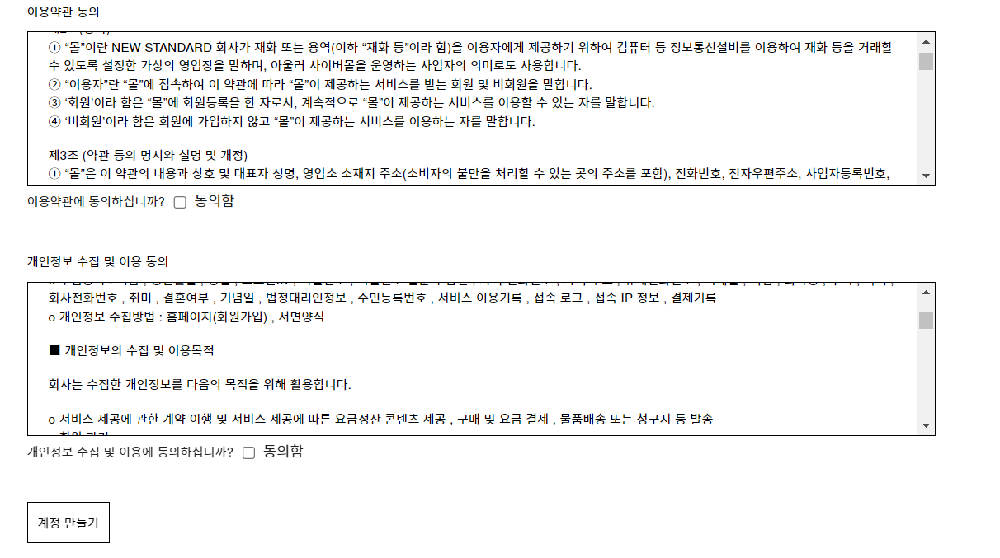 이용약관 동의
① “몰”이란 NEW STANDARD 회사가 재화 또는 용역(이하 “재화 등”이라 함)을 이용자에게 제공하기 위하여 컴퓨터 등 정보통신설비를 이용하여 재화 등을 거래할
수 있도록 설정한 가상의 영업장을 말하며, 아울러 사이버몰을 운영하는 사업자의 의미로도 사용합니다.
② “이용자”란 “몰”에 접속하여 이 약관에 따라 “몰”이 제공하는 서비스를 받는 회원 및 비회원을 말합니다.
③ ‘회원’이라 함은 “몰”에 회원등록을 한 자로서, 계속적으로 “몰”이 제공하는 서비스를 이용할 수 있는 자를 말합니다.
④ ‘비회원’이라 함은 회원에 가입하지 않고 “몰”이 제공하는 서비스를 이용하는 자를 말합니다.
제3조 (약관 등의 명시와 설명 및 개정)
① “몰”은 이 약관의 내용과 상호 및 대표자 성명, 영업소 소재지 주소(소비자의 불만을 처리할 수 있는 곳의 주소를 포함), 전화번호, 전자우편주소, 사업자등록번호,
이용약관에 동의하십니까? 동의함
개인정보 수집 및 이용 동의
회사전화번호 , 취미 , 결혼여부 , 기념일 , 법정대리인정보 , 주민등록번호 , 서비스 이용기록 , 접속 로그 , 접속 IP 정보 , 결제기록
o 개인정보 수집방법 : 홈페이지(회원가입) , 서면양식
■ 개인정보의 수집 및 이용목적
회사는 수집한 개인정보를 다음의 목적을 위해 활용합니다.
o 서비스 제공에 관한 계약 이행 및 서비스 제공에 따른 요금정산 콘텐츠 제공 , 구매 및 요금 결제 , 물품배송 또는 청구지 등 발송
개인정보 수집 및 이용에 동의하십니까? 동의함
계정 만들기